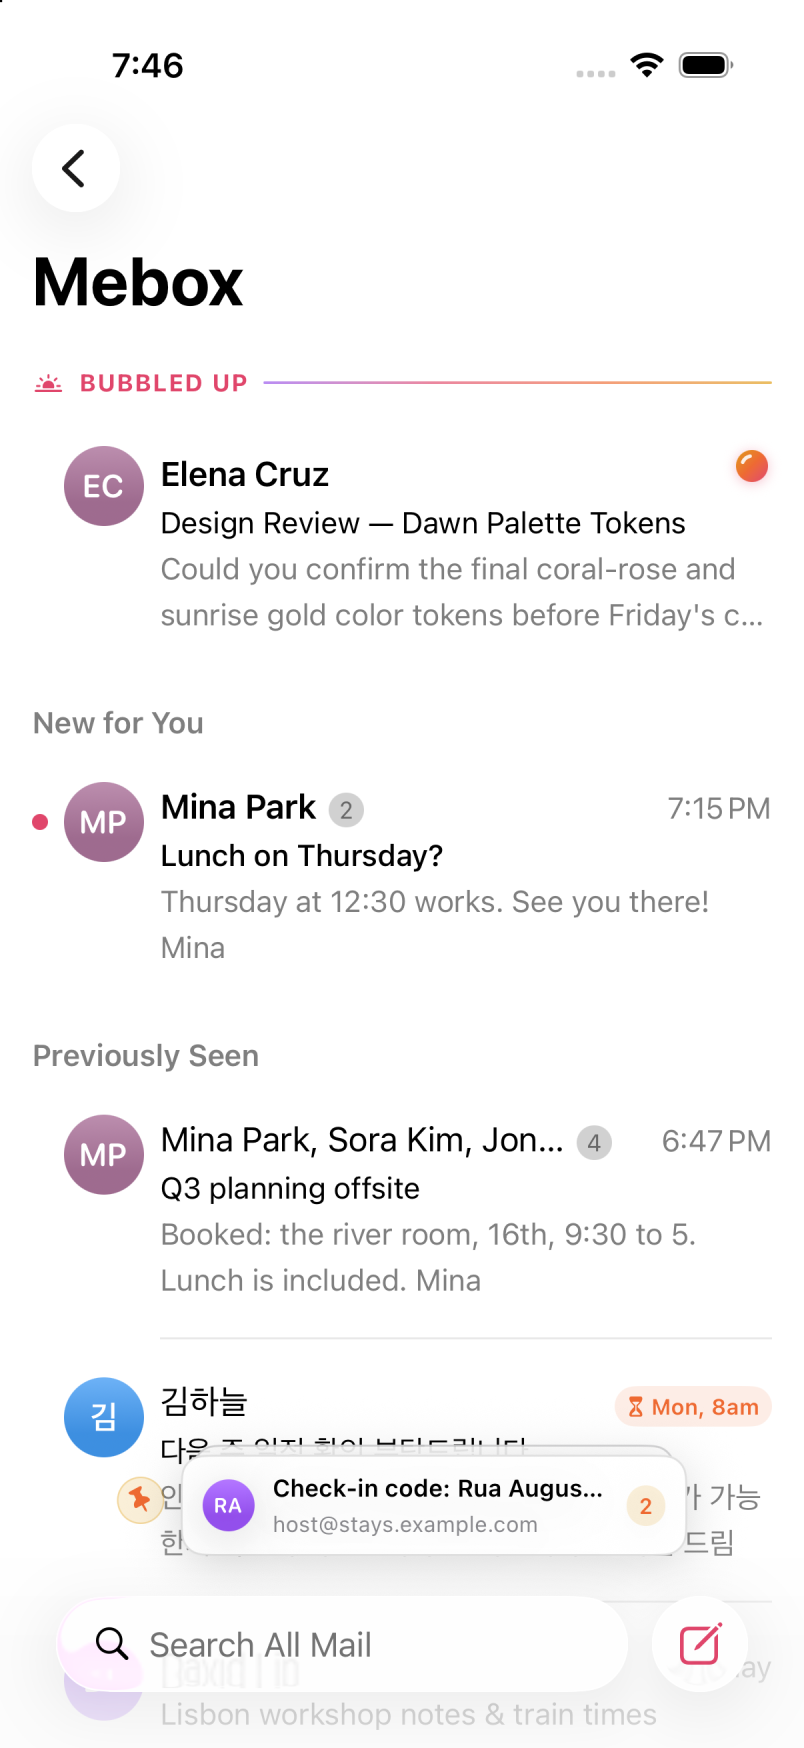 7:46
Mebox
BUBBLED UP
EC
Elena Cruz
Design Review — Dawn Palette Tokens
Could you confirm the final coral-rose and
sunrise gold color tokens before Friday's c...
New for You
MP
Mina Park 2
7:15 PM
Lunch on Thursday?
Thursday at 12:30 works. See you there!
Mina
Previously Seen
MP
Mina Park, Sora Kim, Jon... 4
6:47 PM
Q3 planning offsite
Booked: the river room, 16th, 9:30 to 5.
Lunch is included. Mina
김
김하늘
Mon, 8am
RA
Check-in code: Rua Augus...
host@stays.example.com
2
가능
드림
Search All Mail
Lisbon workshop notes & train times